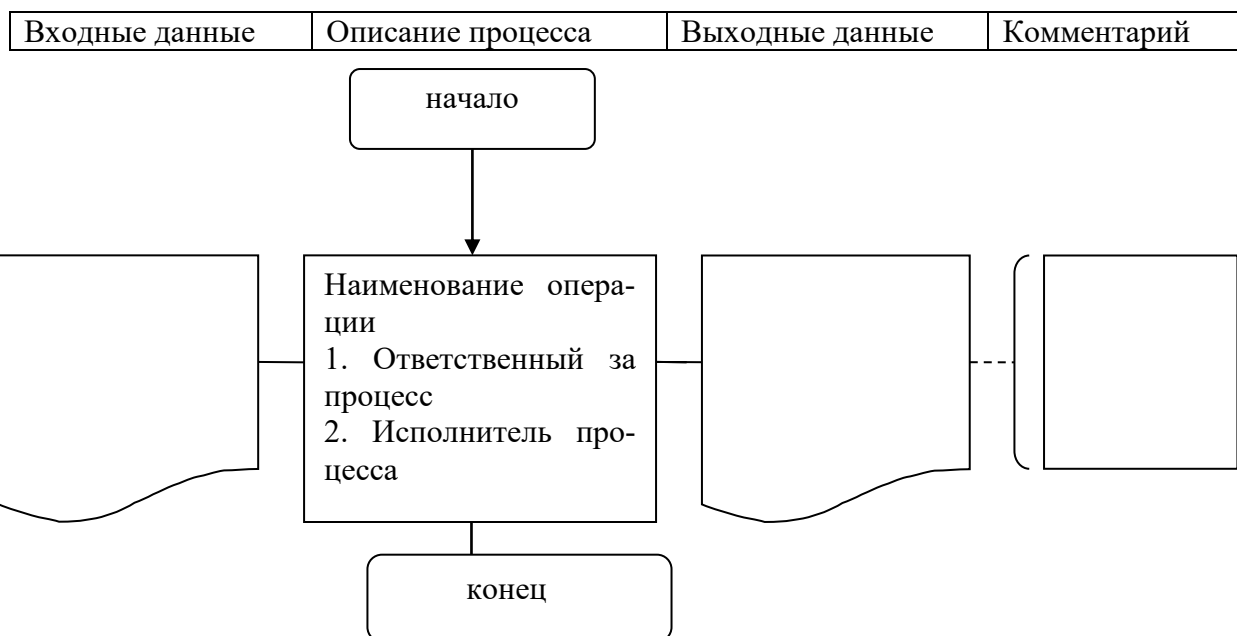 Входные данные
Описание процесса
Выходные данные
Комментарий
начало
Наименование опера-
ции
1. Ответственный за
процесс
2. Исполнитель про-
цесса
конец